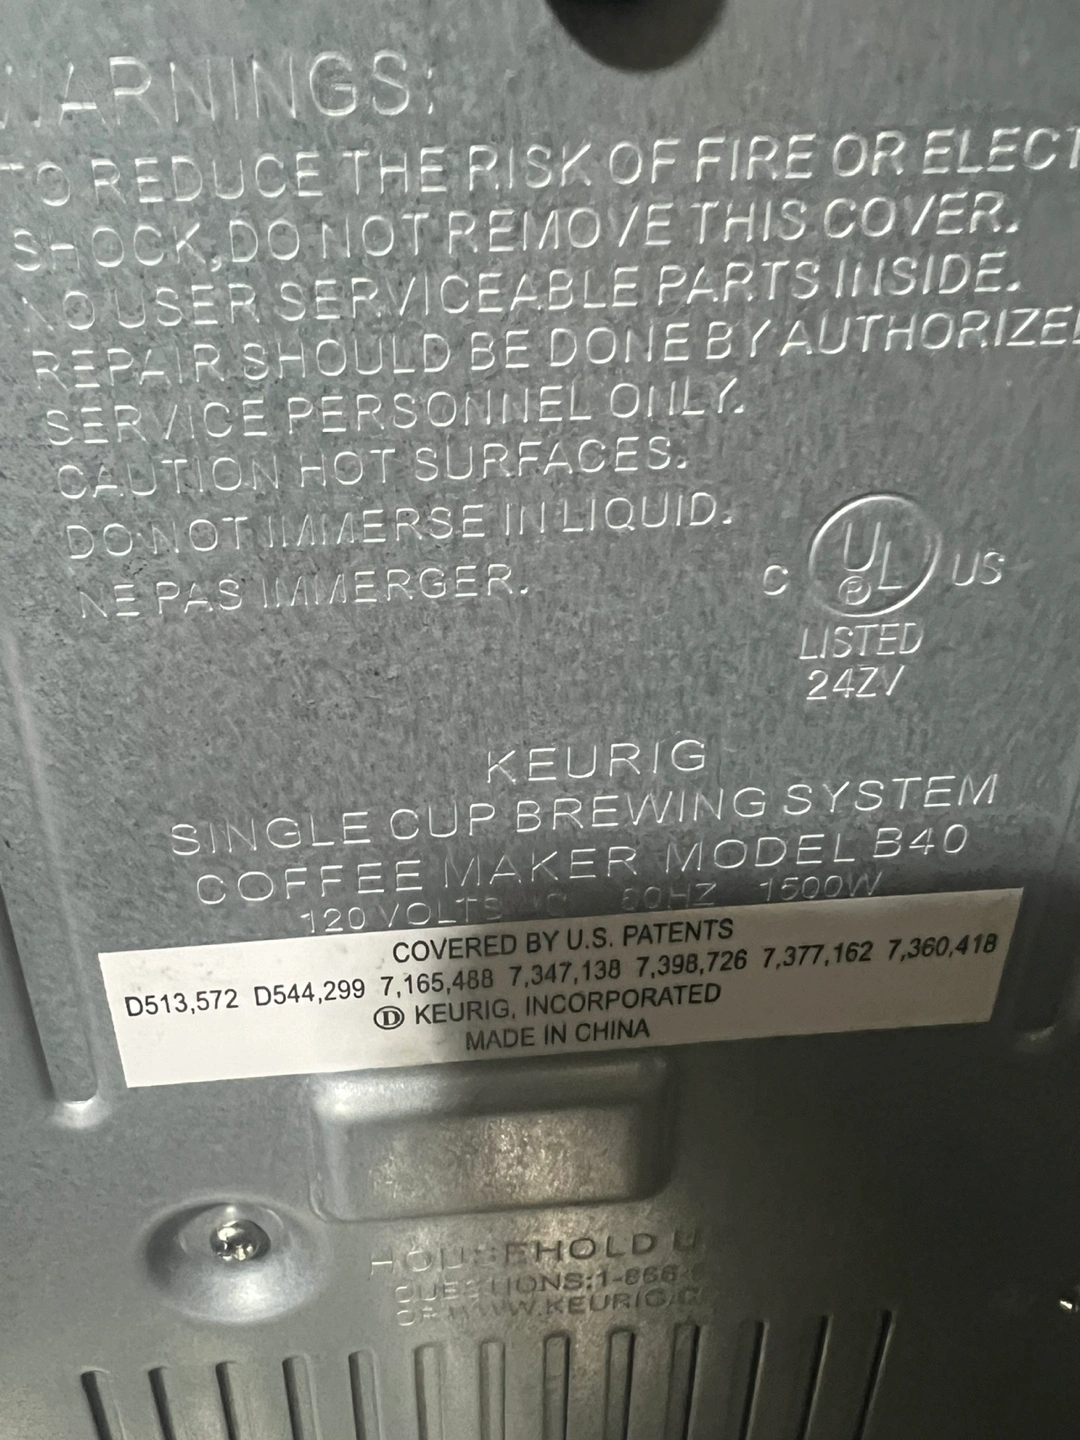 WARNINGS:
TO REDUCE THE RISK OF FIRE OR ELECT
SHOCK, DO NOT REMOVE THIS COVER.
NO USER SERVICEABLE PARTS INSIDE.
REPAIR SHOULD BE DONE BY AUTHORIZED
SERVICE PERSONNEL ONLY.
CAUTION HOT SURFACES.
DO NOT IMMERSE IN LIQUID.
NE PAS IMMERGER.
C UL R US
LISTED
24ZV
KEURIG
SINGLE CUP BREWING SYSTEM
COFFEE MAKER MODEL B40
120 VOLTS 60HZ 1500W
COVERED BY U.S. PATENTS
D513,572 D544,299 7,165,488 7,347,138 7,398,726 7,377,162 7,360,418
D KEURIG, INCORPORATED
MADE IN CHINA
HOUSEHOLD U
QUESTIONS:1-866-
OR WWW.KEURIG.C